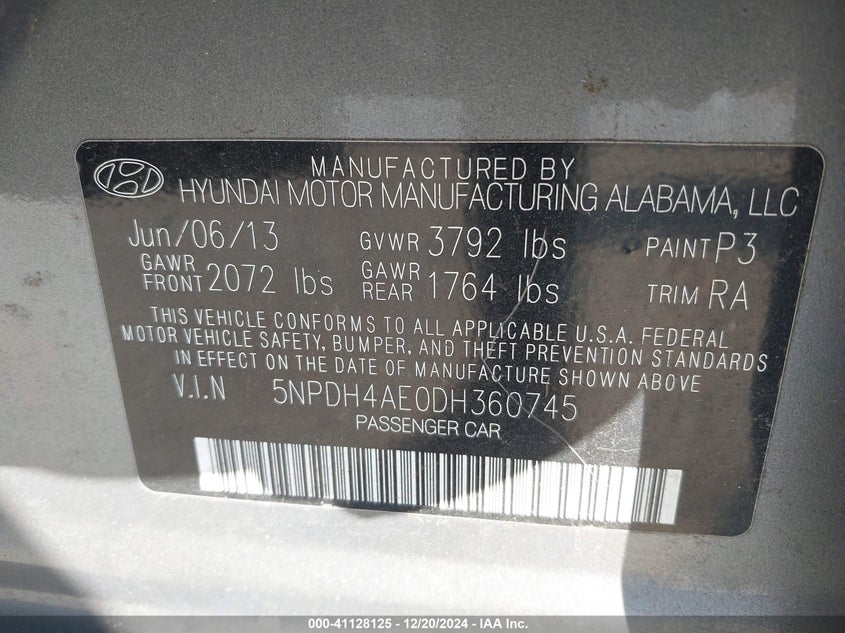 MANUFACTURED BY
HYUNDAI MOTOR MANUFACTURING ALABAMA, LLC
Jun/06/13 GVWR 3792 lbs PAINT P3
GAWR FRONT 2072 lbs GAWR REAR 1764 lbs TRIM RA
THIS VEHICLE CONFORMS TO ALL APPLICABLE U.S.A. FEDERAL
MOTOR VEHICLE SAFETY, BUMPER, AND THEFT PREVENTION STANDARDS
IN EFFECT ON THE DATE OF MANUFACTURE SHOWN ABOVE
V.I.N 5NPDH4AE0DH360745
PASSENGER CAR
000-41128125 - 12/20/2024 - IAA Inc.